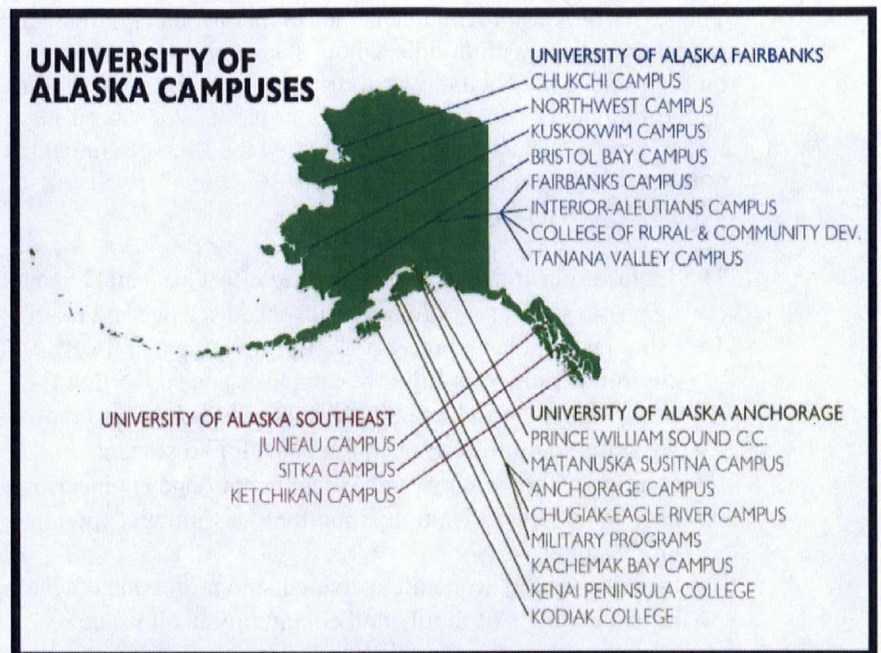 UNIVERSITY OF
ALASKA CAMPUSES
UNIVERSITY OF ALASKA FAIRBANKS
CHUKCHI CAMPUS
NORTHWEST CAMPUS
KUSKOKWIM CAMPUS
BRISTOL BAY CAMPUS
FAIRBANKS CAMPUS
INTERIOR-ALEUTIANS CAMPUS
COLLEGE OF RURAL & COMMUNITY DEV.
TANANA VALLEY CAMPUS
UNIVERSITY OF ALASKA SOUTHEAST
JUNEAU CAMPUS
SITKA CAMPUS
KETCHIKAN CAMPUS
UNIVERSITY OF ALASKA ANCHORAGE
PRINCE WILLIAM SOUND C.C.
MATANUSKA SUSITNA CAMPUS
ANCHORAGE CAMPUS
CHUGIAK-EAGLE RIVER CAMPUS
MILITARY PROGRAMS
KACHEMAK BAY CAMPUS
KENAI PENINSULA COLLEGE
KODIAK COLLEGE